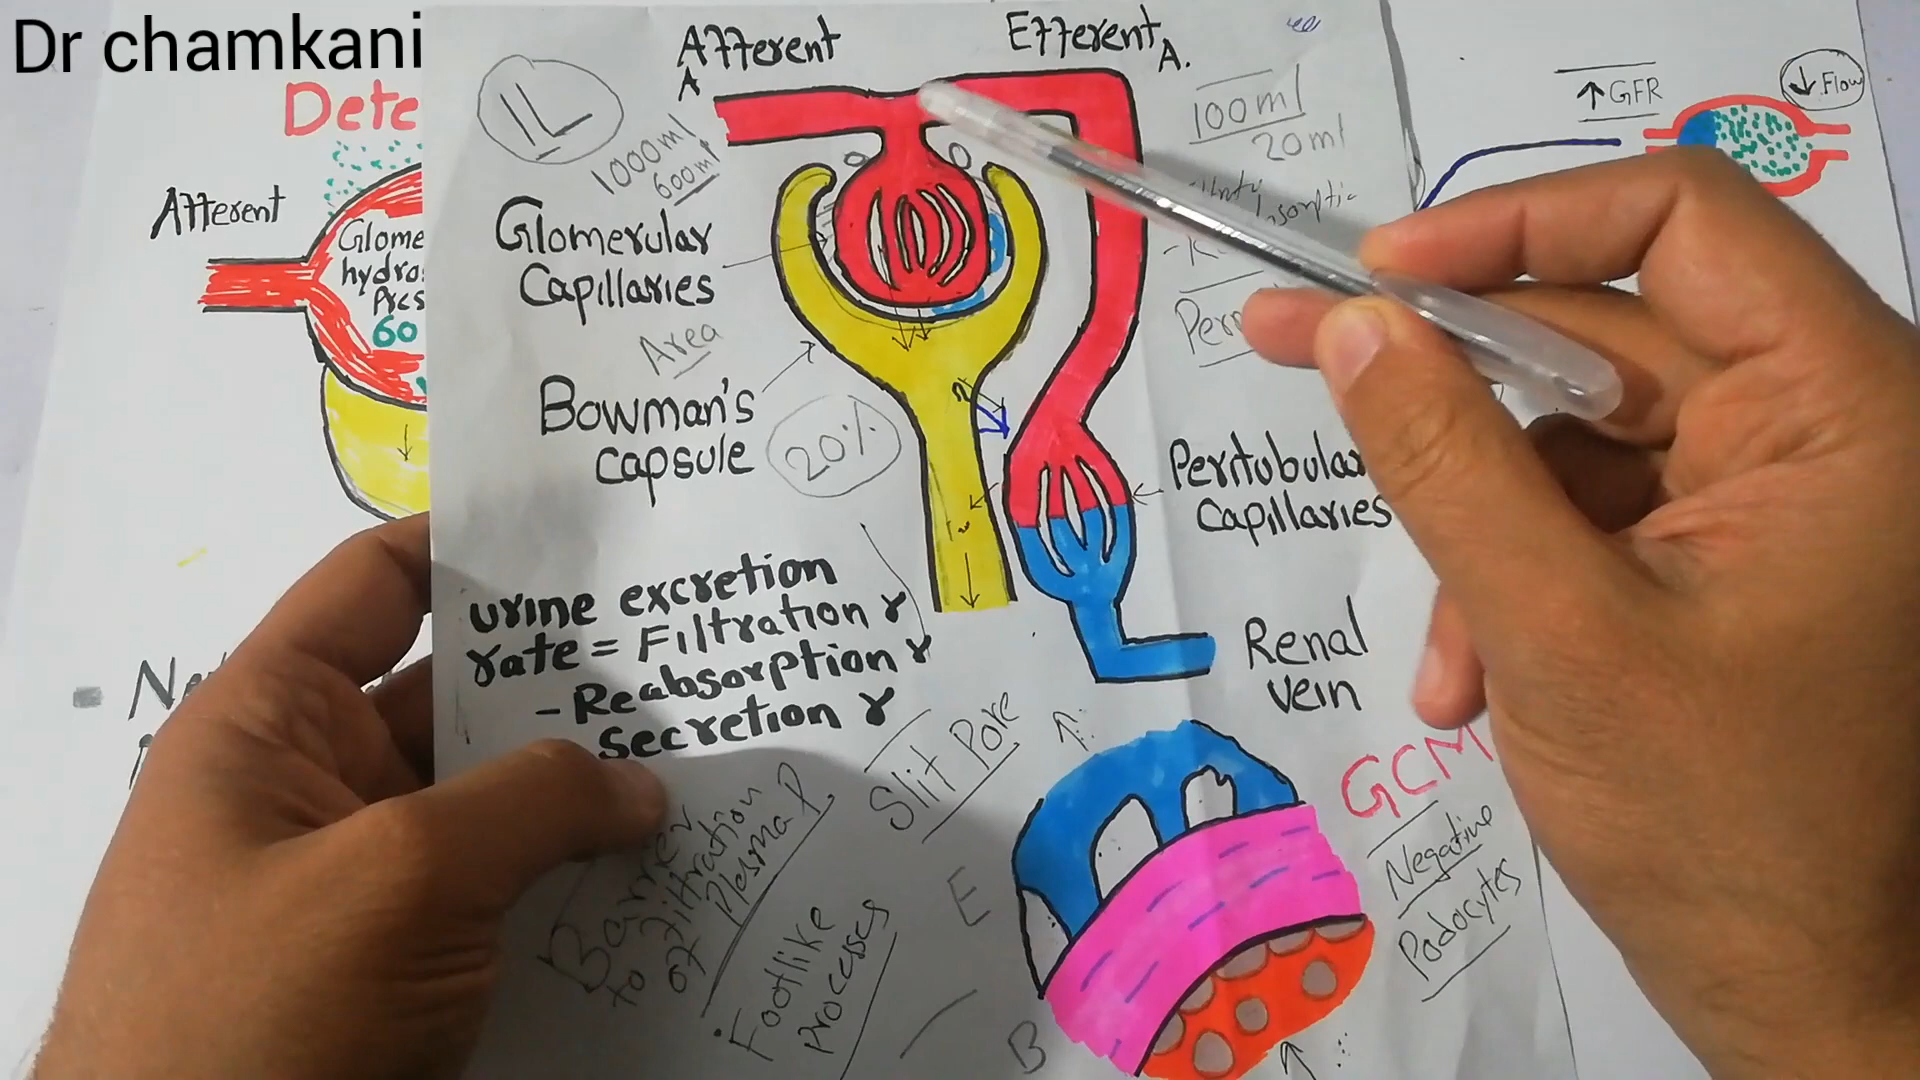 Dr chamkani
Dete
Afferent
Glome
hydro
Pres
60
Afferent
A
Efferent
A.
1L
1000ml
600ml
100ml
20ml
Glomerular
Capillaries
Area
Bowman's
capsule
20%
Peritubular
Capillaries
urine excretion
rate = Filtration r
- Reabsorption r
Secretion r
Renal
vein
Slit Pore
GCM
Negative
Podocytes
Barrier
to filtration
of Plasma P.
Footlike
processes
E
B
↑GFR
↓Flow